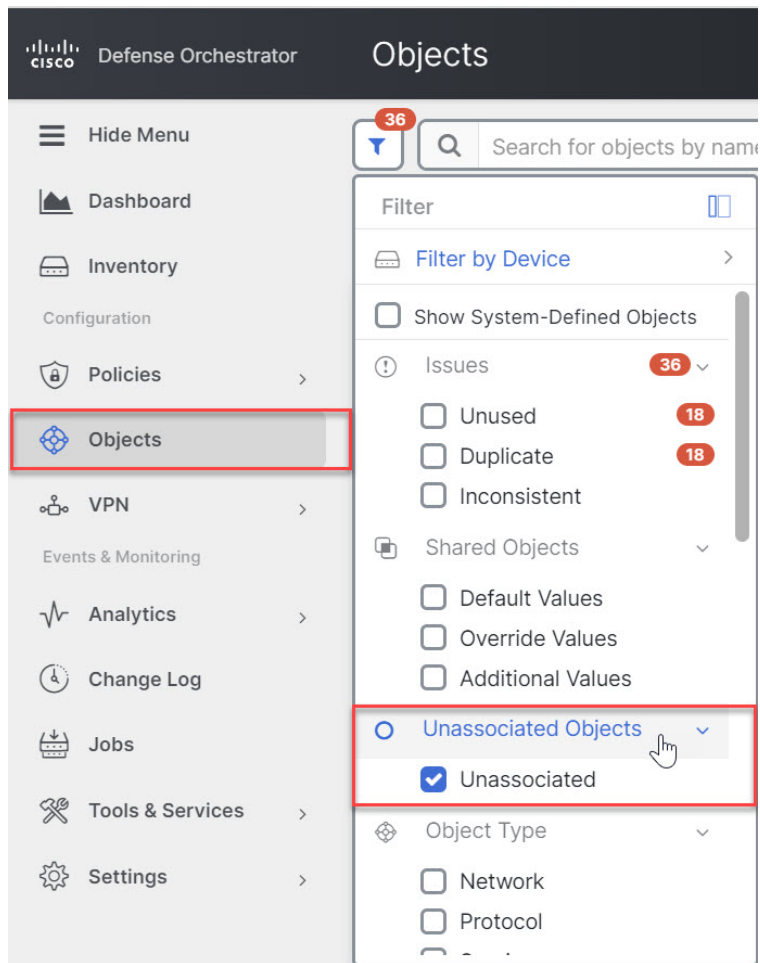 cisco Defense Orchestrator
Objects
Hide Menu
Dashboard
Inventory
Configuration
Policies
Objects
VPN
Events & Monitoring
Analytics
Change Log
Jobs
Tools & Services
Settings
36
Search for objects by name
Filter
Filter by Device
Show System-Defined Objects
Issues 36
Unused 18
Duplicate 18
Inconsistent
Shared Objects
Default Values
Override Values
Additional Values
Unassociated Objects
Unassociated
Object Type
Network
Protocol